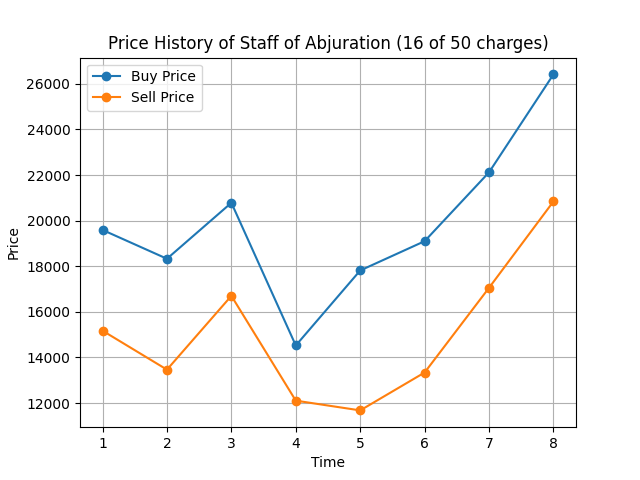 Price History of Staff of Abjuration (16 of 50 charges)
Buy Price
Sell Price
26000
24000
22000
20000
18000
16000
14000
12000
Price
1 2 3 4 5 6 7 8
Time